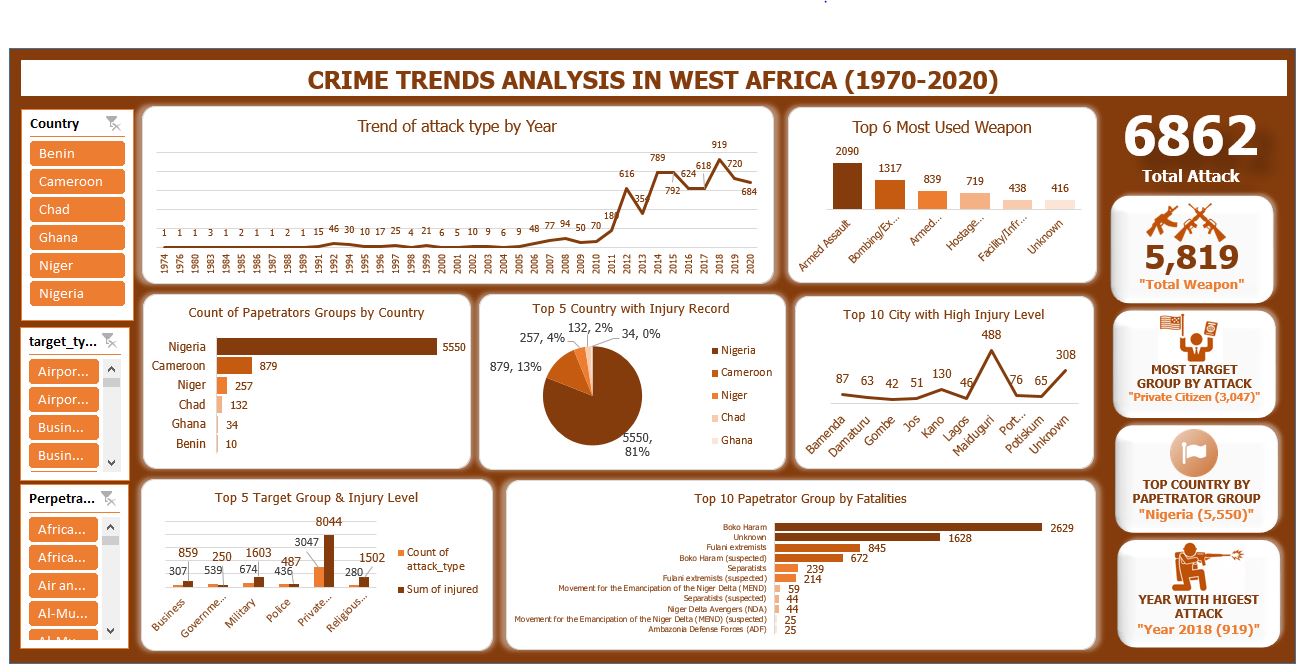 CRIME TRENDS ANALYSIS IN WEST AFRICA (1970-2020)
Country
Benin
Cameroon
Chad
Ghana
Niger
Nigeria
target_ty...
Airpor...
Airpor...
Busin...
Busin...
Perpetra...
Africa...
Africa...
Air an...
Al-Mu...
Trend of attack type by Year
1 1 1 3 1 2 1 1 2 1 15 46 30 10 17 25 4 21 6 5 10 9 6 9 48 77 94 50 70 180 616 354 789 792 624 618 919 720 684
1974 1976 1980 1983 1984 1985 1986 1987 1988 1989 1991 1992 1994 1995 1996 1997 1998 1999 2000 2001 2002 2003 2004 2005 2006 2007 2008 2009 2010 2011 2012 2013 2014 2015 2016 2017 2018 2019 2020
Top 6 Most Used Weapon
2090 1317 839 719 438 416
Armed Assault
Bombing/Ex...
Armed...
Hostage...
Facility/Infr...
Unknown
6862
Total Attack
5,819
"Total Weapon"
MOST TARGET
GROUP BY ATTACK
"Private Citizen (3,047)"
TOP COUNTRY BY
PAPETRATOR GROUP
"Nigeria (5,550)"
YEAR WITH HIGEST
ATTACK
"Year 2018 (919)"
Count of Papetrators Groups by Country
Nigeria 5550
Cameroon 879
Niger 257
Chad 132
Ghana 34
Benin 10
Top 5 Country with Injury Record
132, 2%
34, 0%
257, 4%
879, 13%
5550,
81%
Nigeria
Cameroon
Niger
Chad
Ghana
Top 10 City with High Injury Level
87 63 42 51 130 46 488 76 65 308
Bamenda
Damaturu
Gombe
Jos
Kano
Lagos
Maiduguri
Port...
Potiskum
Unknown
Top 5 Target Group & Injury Level
307 859 539 250 674 1603 436 487 3047 8044 280 1502
Business
Governme...
Military
Police
Private...
Religious...
Count of
attack_type
Sum of injured
Top 10 Papetrator Group by Fatalities
Boko Haram 2629
Unknown 1628
Fulani extremists 845
Boko Haram (suspected) 672
Separatists 239
Fulani extremists (suspected) 214
Movement for the Emancipation of the Niger Delta (MEND) 59
Separatists (suspected) 44
Niger Delta Avengers (NDA) 44
Movement for the Emancipation of the Niger Delta (MEND) (suspected) 25
Ambazonia Defense Forces (ADF) 25